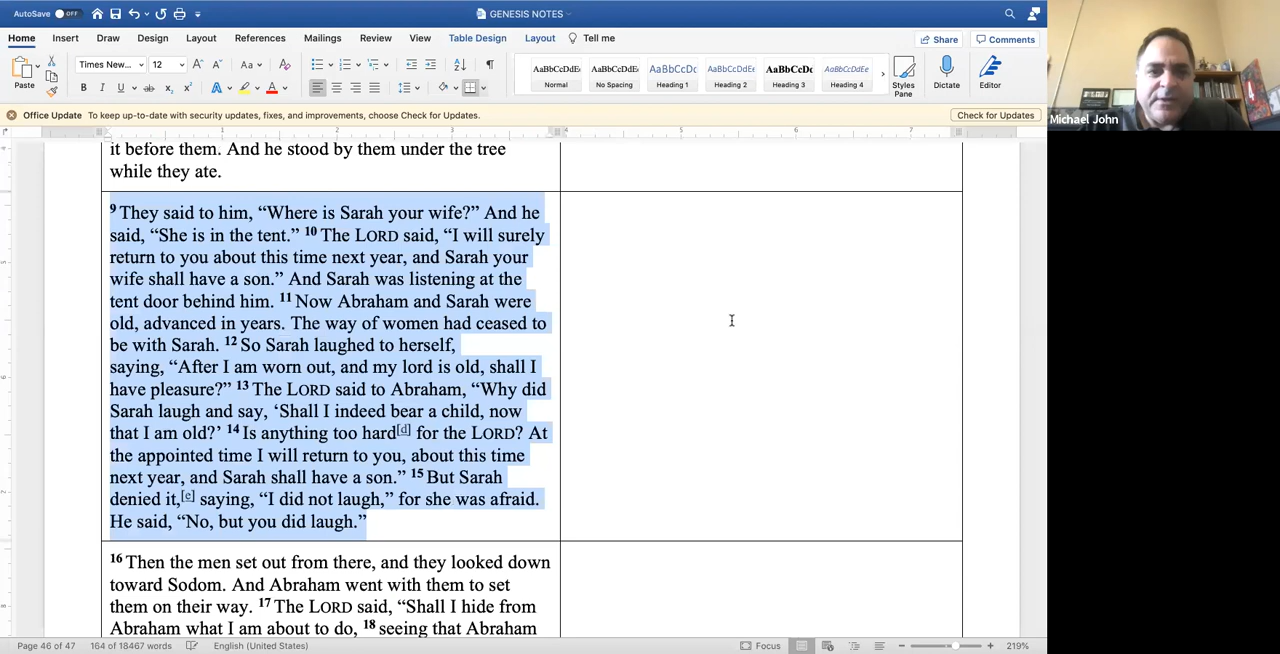 AutoSave OFF
GENESIS NOTES
Home Insert Draw Design Layout References Mailings Review View Table Design Layout Tell me
Share Comments
Times New... 12
Paste
AaBbCcDdEe AaBbCcDdEe AaBbCcDc AaBbCcDdEe AaBbCcDc AaBbCcDdEe
Normal No Spacing Heading 1 Heading 2 Heading 3 Heading 4
Styles Pane
Dictate
Editor
Office Update To keep up-to-date with security updates, fixes, and improvements, choose Check for Updates.
Check for Updates
1 2 3 4 5 6 7
Michael John
it before them. And he stood by them under the tree
while they ate.
9 They said to him, “Where is Sarah your wife?” And he
said, “She is in the tent.” 10 The LORD said, “I will surely
return to you about this time next year, and Sarah your
wife shall have a son.” And Sarah was listening at the
tent door behind him. 11 Now Abraham and Sarah were
old, advanced in years. The way of women had ceased to
be with Sarah. 12 So Sarah laughed to herself,
saying, “After I am worn out, and my lord is old, shall I
have pleasure?” 13 The LORD said to Abraham, “Why did
Sarah laugh and say, ‘Shall I indeed bear a child, now
that I am old?’ 14 Is anything too hard[d] for the LORD? At
the appointed time I will return to you, about this time
next year, and Sarah shall have a son.” 15 But Sarah
denied it,[e] saying, “I did not laugh,” for she was afraid.
He said, “No, but you did laugh.”
16 Then the men set out from there, and they looked down
toward Sodom. And Abraham went with them to set
them on their way. 17 The LORD said, “Shall I hide from
Abraham what I am about to do, 18 seeing that Abraham
Page 46 of 47 164 of 18467 words English (United States) Focus 219%